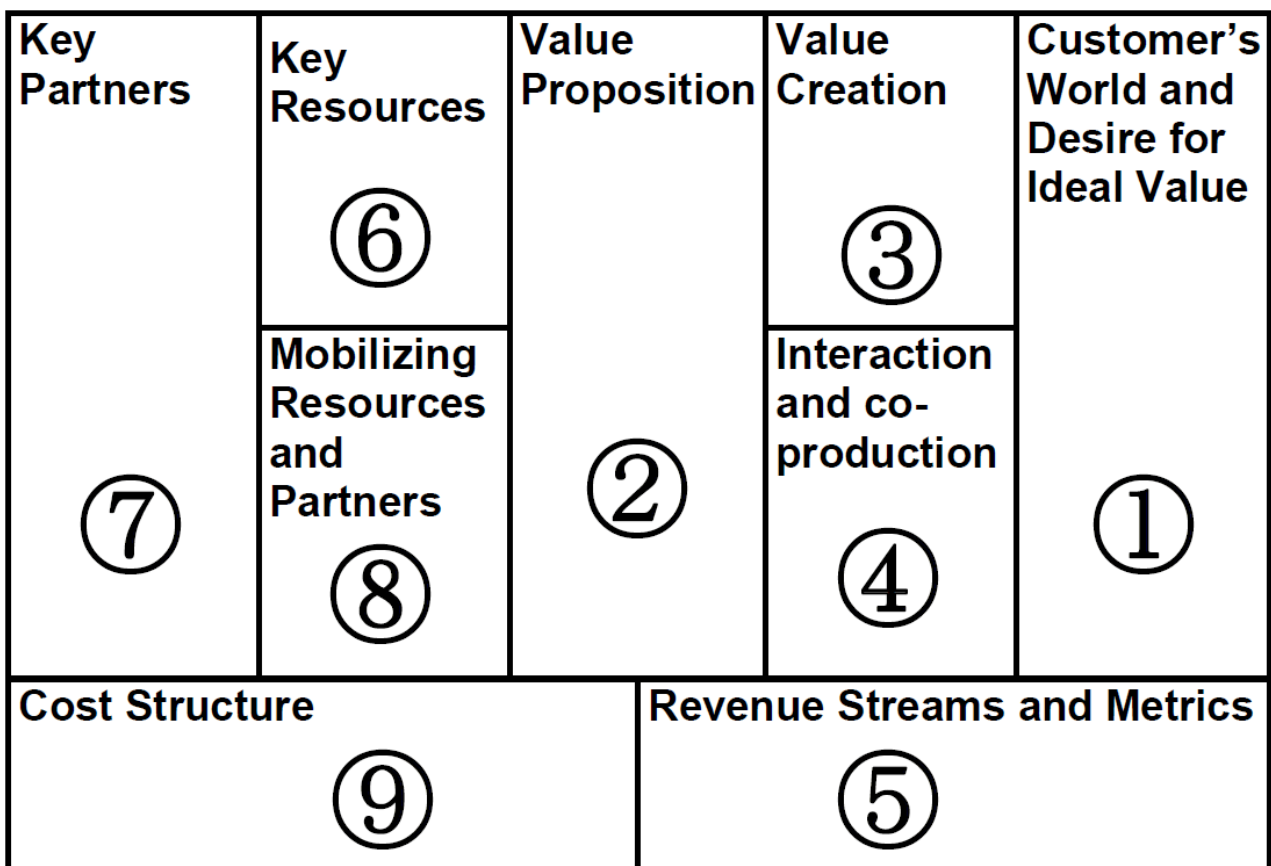 Key
Partners
⑦
Key
Resources
⑥
Mobilizing
Resources
and
Partners
⑧
Value
Proposition
②
Value
Creation
③
Interaction
and co-
production
④
Customer’s
World and
Desire for
Ideal Value
①
Cost Structure
⑨
Revenue Streams and Metrics
⑤